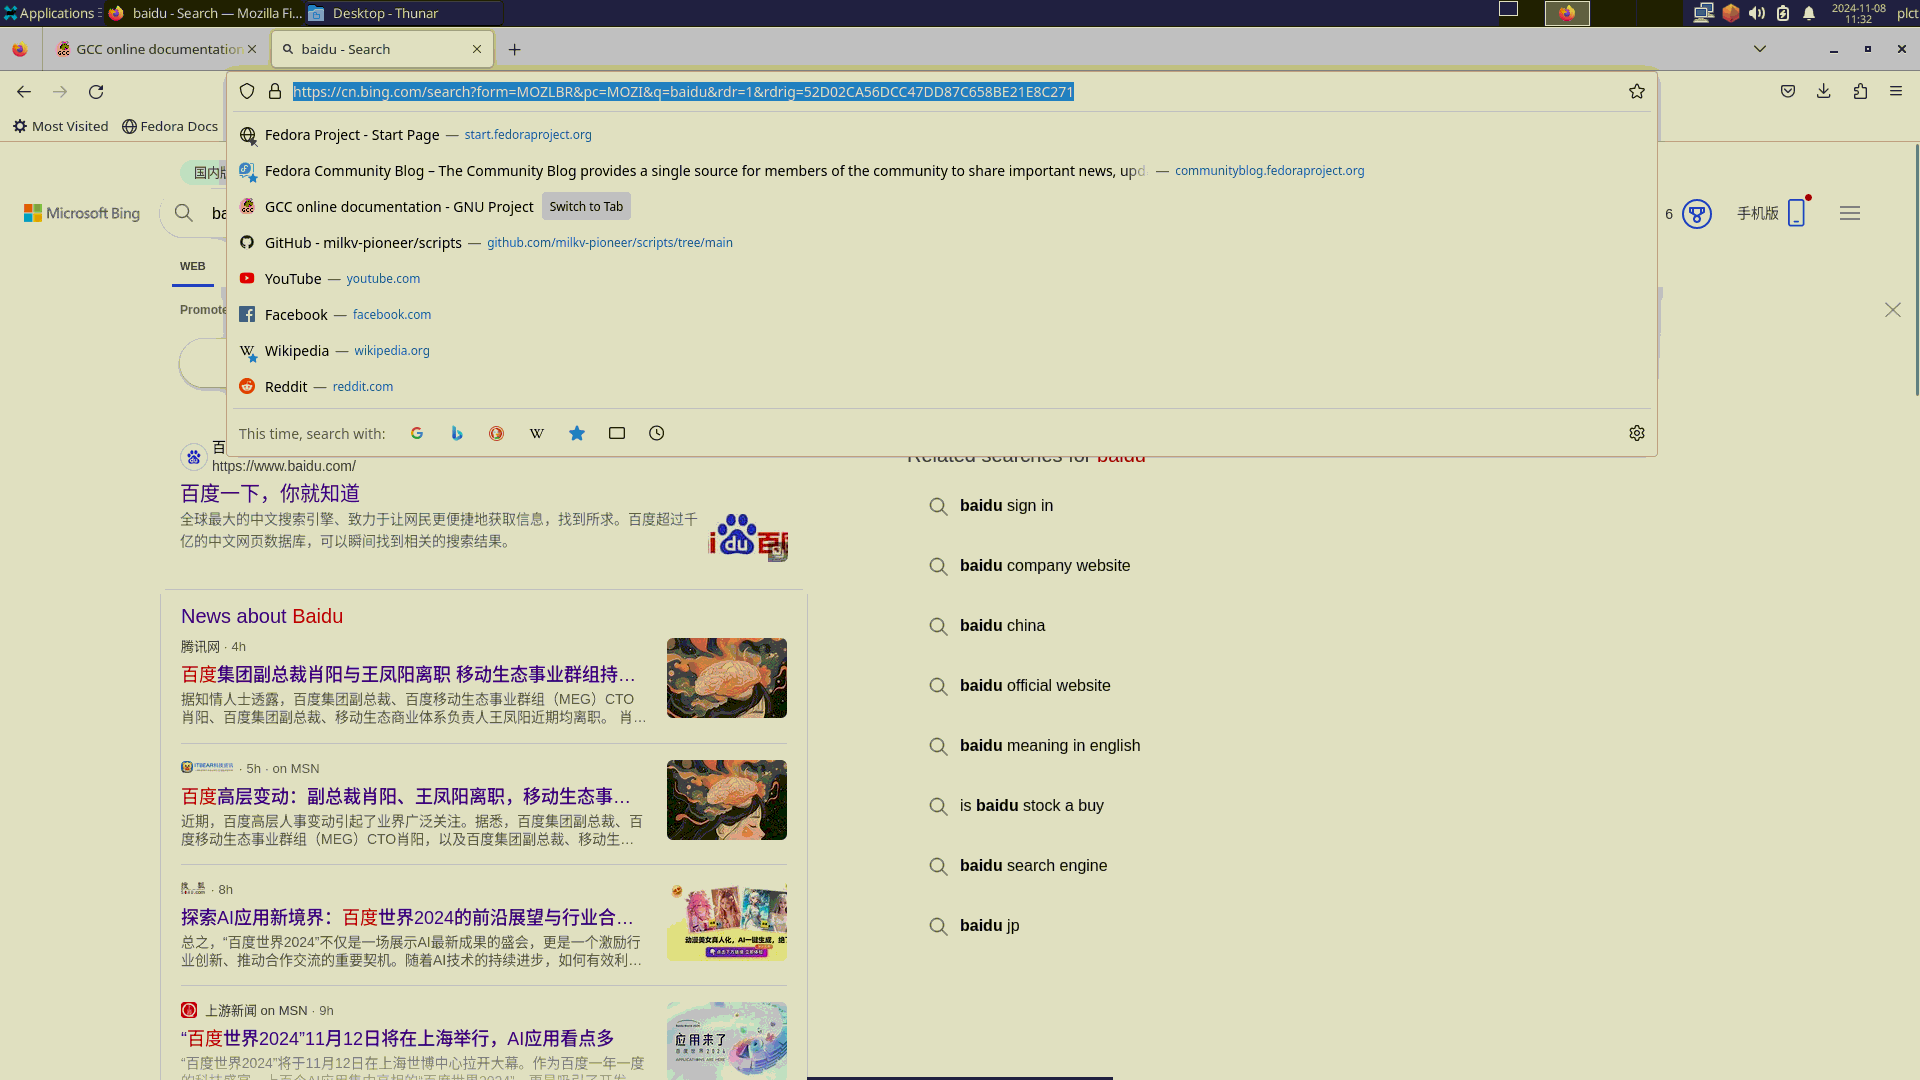 Applications
baidu - Search — Mozilla Fi...
Desktop - Thunar
2024-11-08
11:32
plct
GCC online documentation
baidu - Search
https://cn.bing.com/search?form=MOZLBR&pc=MOZI&q=baidu&rdr=1&rdrig=52D02CA56DCC47DD87C658BE21E8C271
Most Visited
Fedora Docs
Fedora Project - Start Page — start.fedoraproject.org
Fedora Community Blog – The Community Blog provides a single source for members of the community to share important news, upd — communityblog.fedoraproject.org
GCC online documentation - GNU Project Switch to Tab
GitHub - milkv-pioneer/scripts — github.com/milkv-pioneer/scripts/tree/main
YouTube — youtube.com
Facebook — facebook.com
Wikipedia — wikipedia.org
Reddit — reddit.com
This time, search with:
国内版
Microsoft Bing
ba
6
手机版
WEB
Promote
百
https://www.baidu.com/
百度一下，你就知道
全球最大的中文搜索引擎、致力于让网民更便捷地获取信息，找到所求。百度超过千
亿的中文网页数据库，可以瞬间找到相关的搜索结果。
News about Baidu
腾讯网 · 4h
百度集团副总裁肖阳与王凤阳离职 移动生态事业群组持…
据知情人士透露，百度集团副总裁、百度移动生态事业群组（MEG）CTO
肖阳、百度集团副总裁、移动生态商业体系负责人王凤阳近期均离职。 肖…
· 5h · on MSN
百度高层变动：副总裁肖阳、王凤阳离职，移动生态事…
近期，百度高层人事变动引起了业界广泛关注。据悉，百度集团副总裁、百
度移动生态事业群组（MEG）CTO肖阳，以及百度集团副总裁、移动生…
· 8h
探索AI应用新境界：百度世界2024的前沿展望与行业合…
总之，“百度世界2024”不仅是一场展示AI最新成果的盛会，更是一个激励行
业创新、推动合作交流的重要契机。随着AI技术的持续进步，如何有效利…
上游新闻 on MSN · 9h
“百度世界2024”11月12日将在上海举行，AI应用看点多
“百度世界2024”将于11月12日在上海世博中心拉开大幕。作为百度一年一度
应用来了
百度世界2024
Related searches for baidu
baidu sign in
baidu company website
baidu china
baidu official website
baidu meaning in english
is baidu stock a buy
baidu search engine
baidu jp